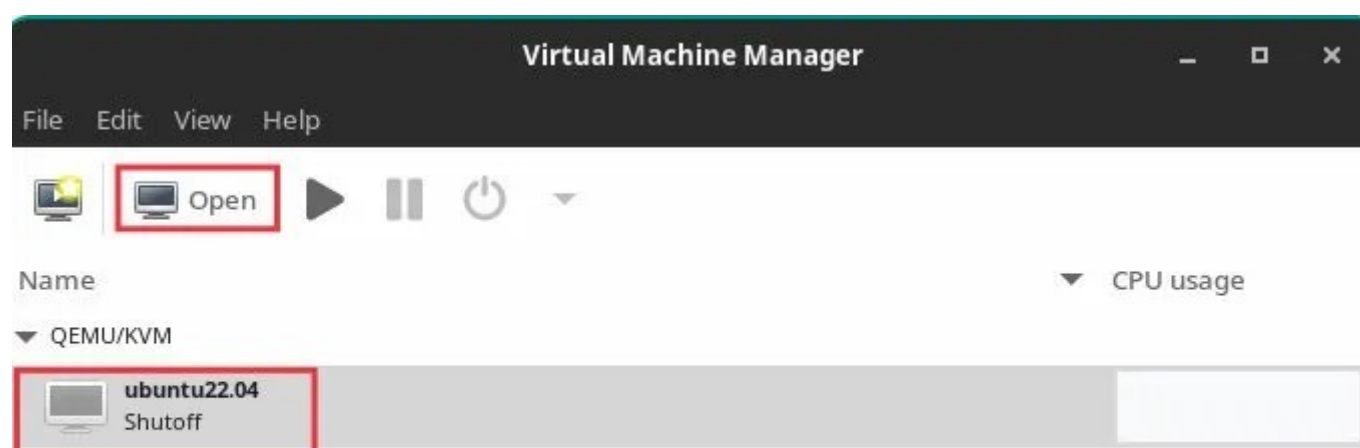 Virtual Machine Manager
File Edit View Help
Open
Name CPU usage
QEMU/KVM
ubuntu22.04
Shutoff